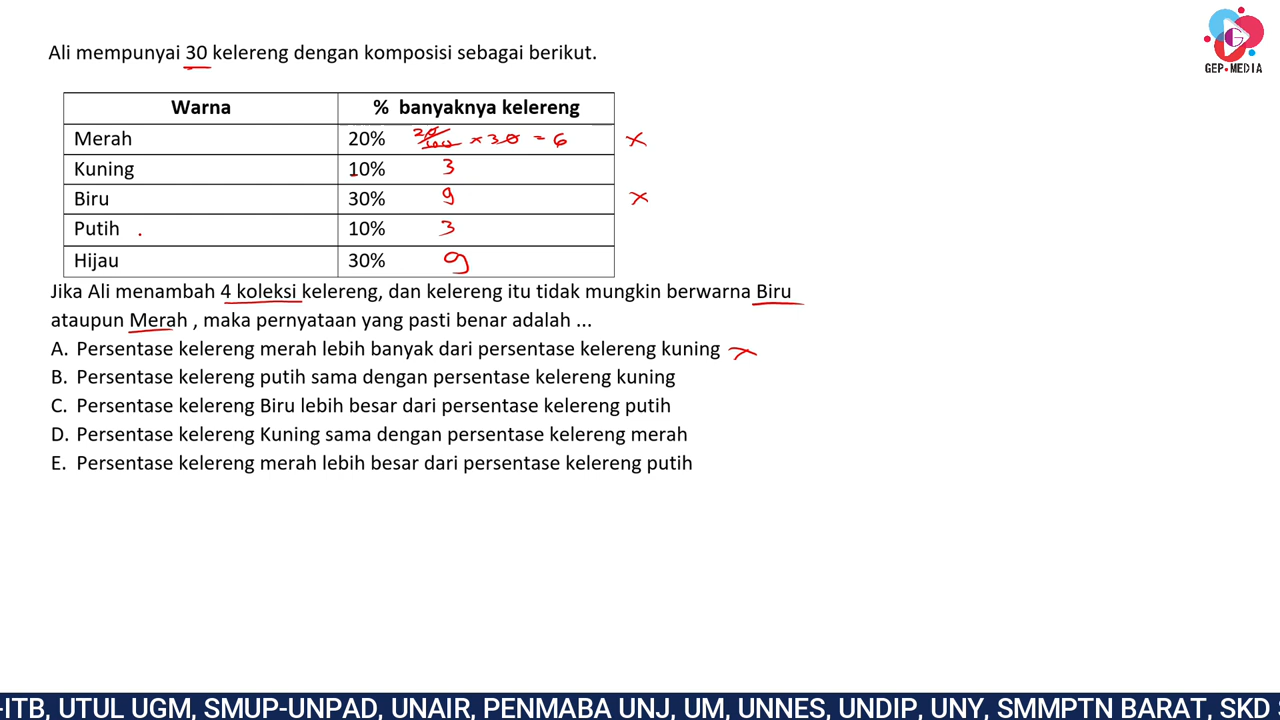 GEP•MEDIA
Ali mempunyai 30 kelereng dengan komposisi sebagai berikut.
Warna % banyaknya kelereng
Merah 20% 20/100 × 30 = 6 ×
Kuning 10% 3
Biru 30% 9 ×
Putih 10% 3
Hijau 30% 9
Jika Ali menambah 4 koleksi kelereng, dan kelereng itu tidak mungkin berwarna Biru
ataupun Merah , maka pernyataan yang pasti benar adalah ...
A. Persentase kelereng merah lebih banyak dari persentase kelereng kuning ×
B. Persentase kelereng putih sama dengan persentase kelereng kuning
C. Persentase kelereng Biru lebih besar dari persentase kelereng putih
D. Persentase kelereng Kuning sama dengan persentase kelereng merah
E. Persentase kelereng merah lebih besar dari persentase kelereng putih
-ITB, UTUL UGM, SMUP-UNPAD, UNAIR, PENMABA UNJ, UM, UNNES, UNDIP, UNY, SMMPTN BARAT, SKD